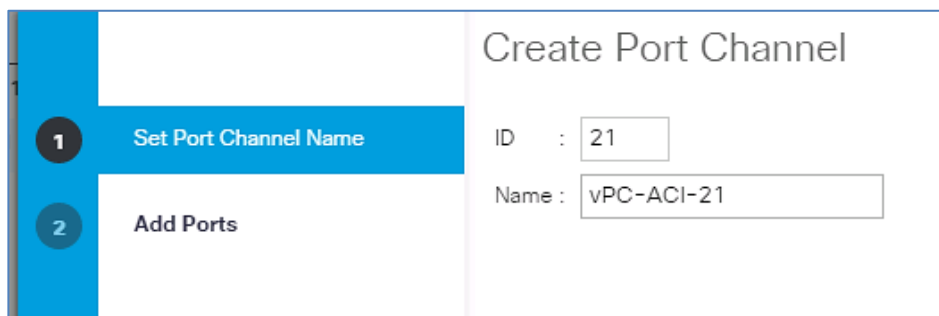 Create Port Channel
1 Set Port Channel Name
ID : 21
Name : vPC-ACI-21
2 Add Ports